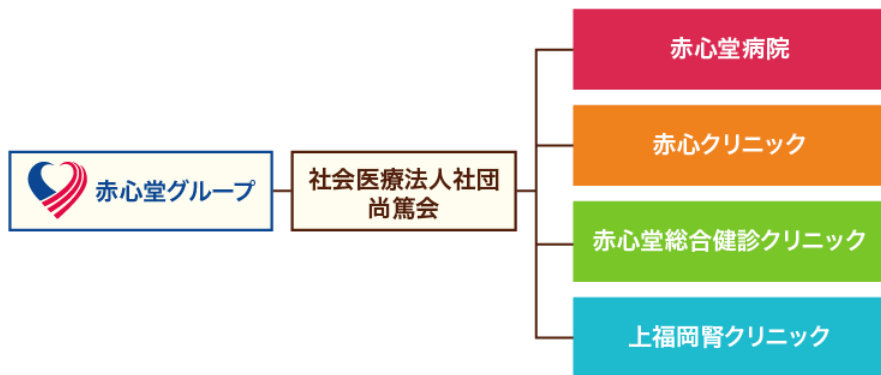 赤心堂グループ
社会医療法人社団
尚篤会
赤心堂病院
赤心クリニック
赤心堂総合健診クリニック
上福岡腎クリニック